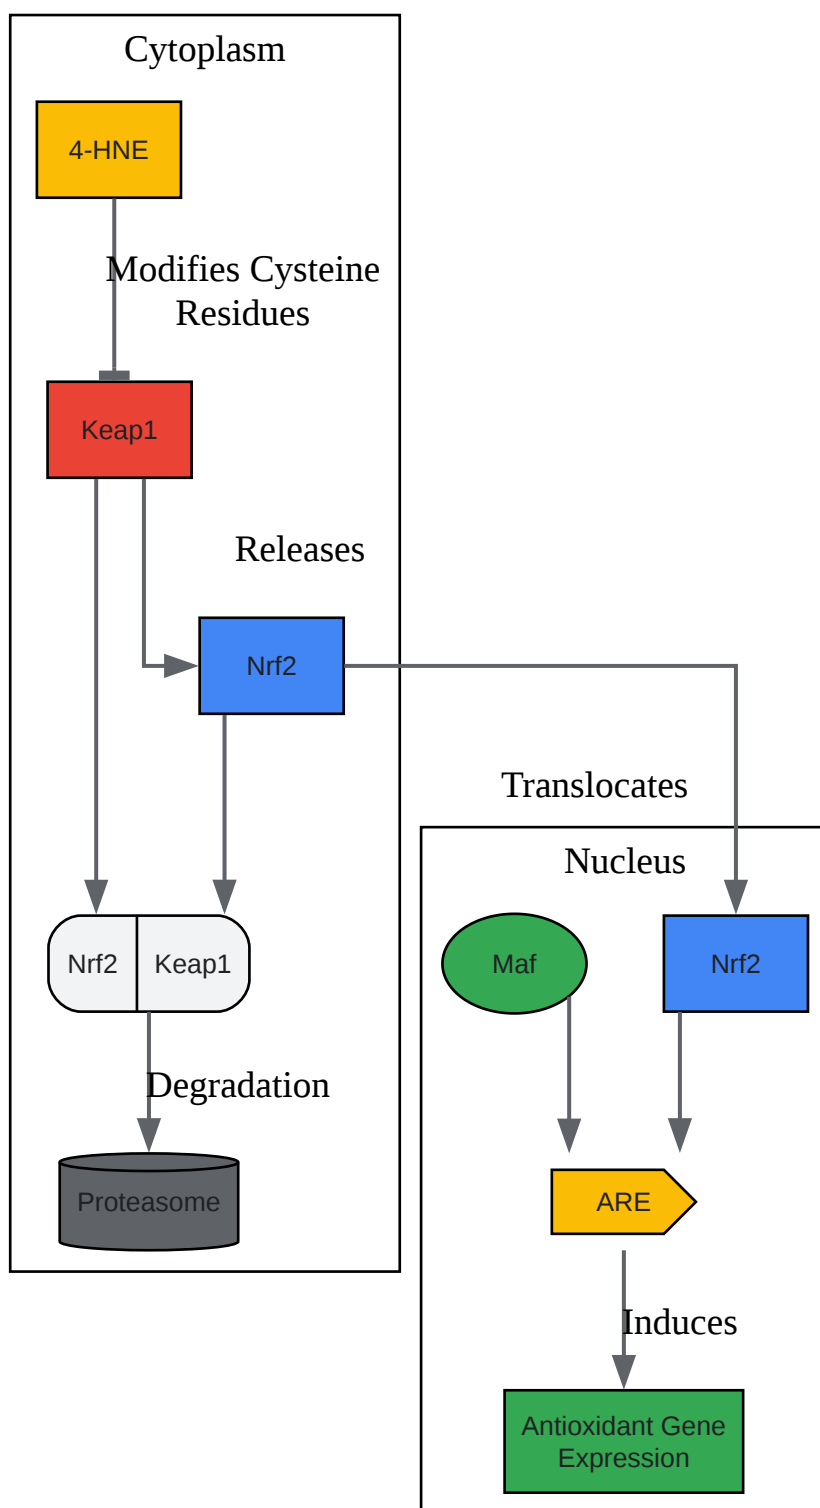 Cytoplasm
4-HNE
Modifies Cysteine
Residues
Keap1
Releases
Nrf2
Translocates
Nucleus
Nrf2
Keap1
Maf
Nrf2
Degradation
Proteasome
ARE
Induces
Antioxidant Gene
Expression